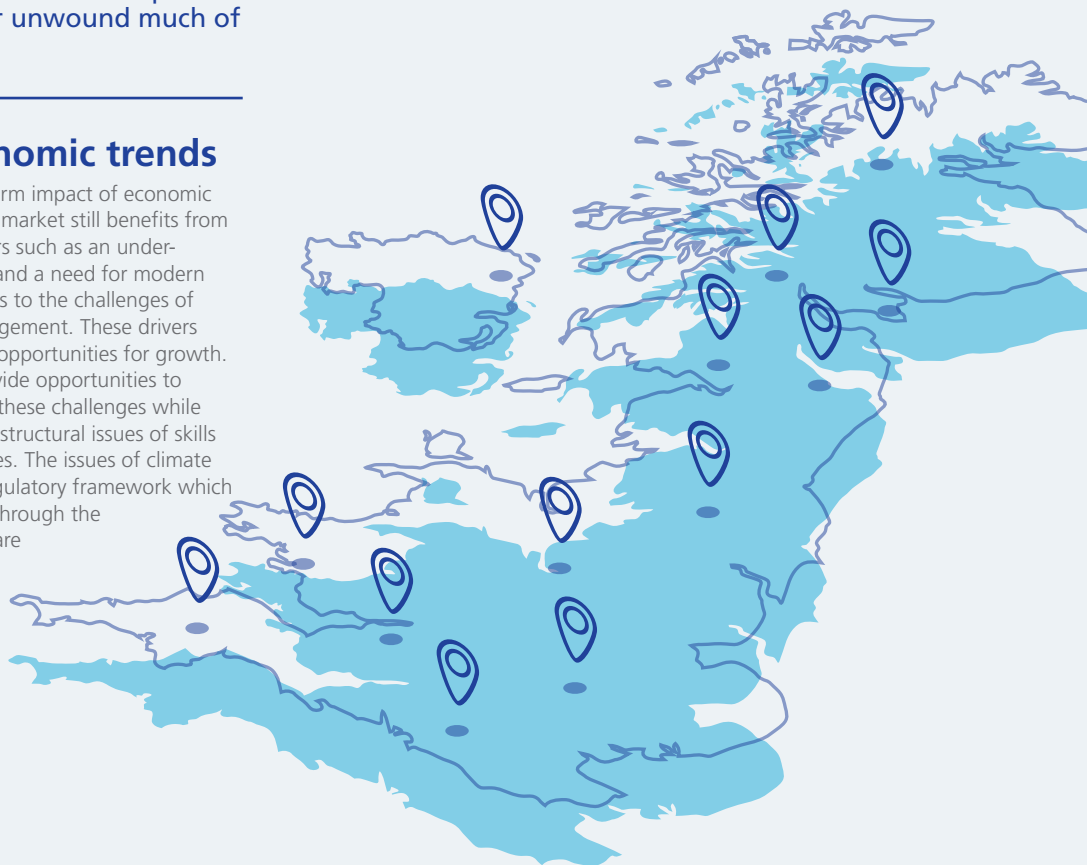 unwound much of
nomic trends
rm impact of economic
market still benefits from
rs such as an under-
and a need for modern
s to the challenges of
gement. These drivers
opportunities for growth.
vide opportunities to
these challenges while
structural issues of skills
es. The issues of climate
gulatory framework which
hrough the
are